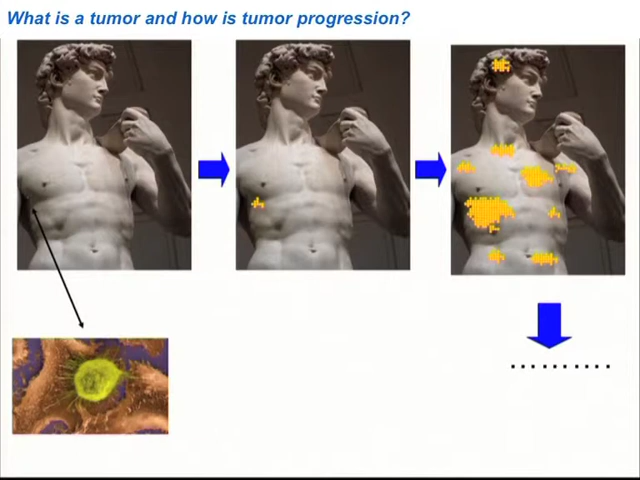 What is a tumor and how is tumor progression?
..........